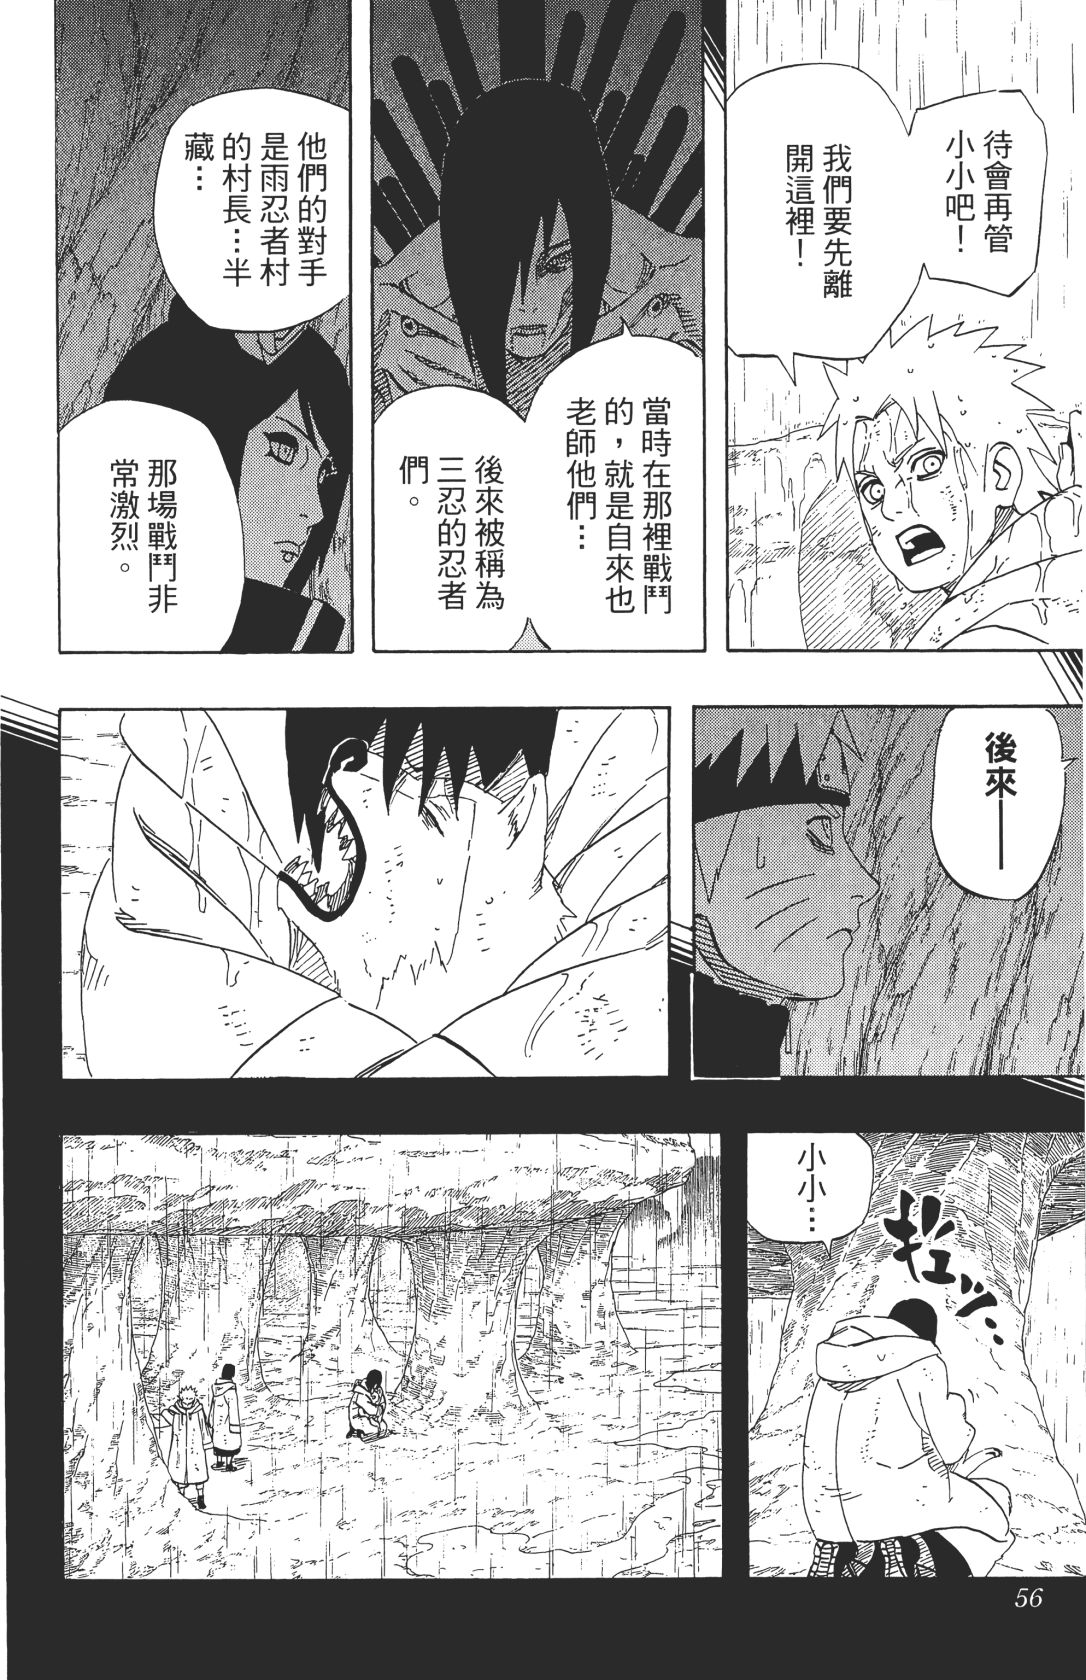 待會再管
小小吧！
我們要先離
開這裡！
當時在那裡戰鬥
的，就是自來也
老師他們…
後來被稱為
三忍的忍者
們。
他們的對手
是雨忍者村
的村長…半
藏…
那場戰鬥非
常激烈。
後來——
小小…
ギュッ…
56